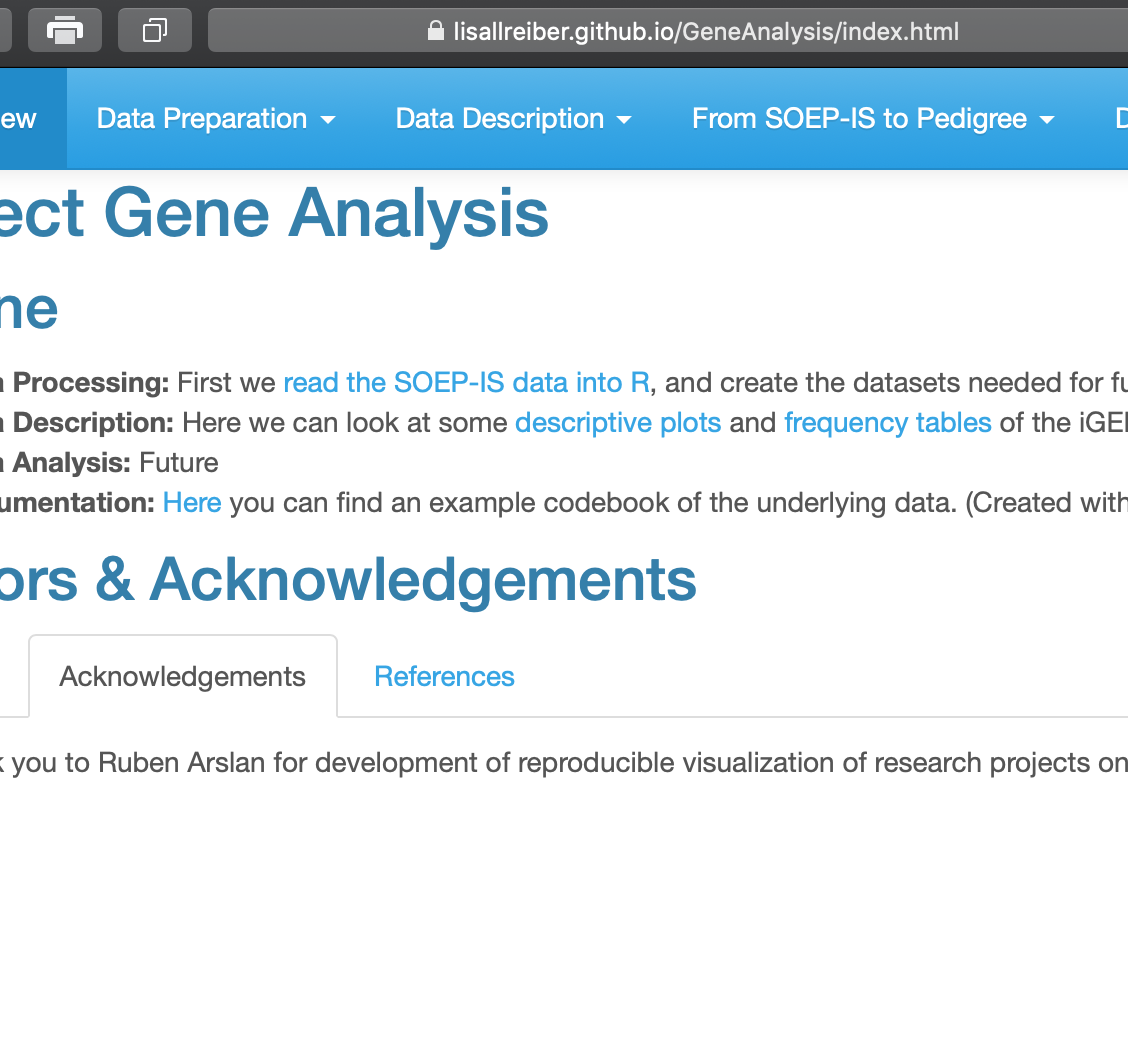 lisallreiber.github.io/GeneAnalysis/index.html
ew Data Preparation Data Description From SOEP-IS to Pedigree D
ect Gene Analysis
ne
a Processing: First we read the SOEP-IS data into R, and create the datasets needed for fu
a Description: Here we can look at some descriptive plots and frequency tables of the iGE
a Analysis: Future
umentation: Here you can find an example codebook of the underlying data. (Created with
ors & Acknowledgements
Acknowledgements References
k you to Ruben Arslan for development of reproducible visualization of research projects on